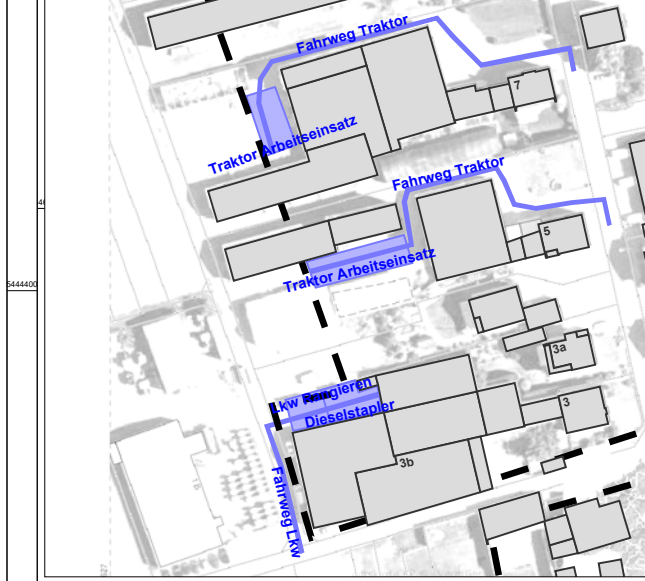 Fahrweg Traktor
7
Traktor Arbeitseinsatz
Fahrweg Traktor
5
Traktor Arbeitseinsatz
5444400
3a
Lkw Rangieren
Dieselstapler
3
3b
Fahrweg Lkw